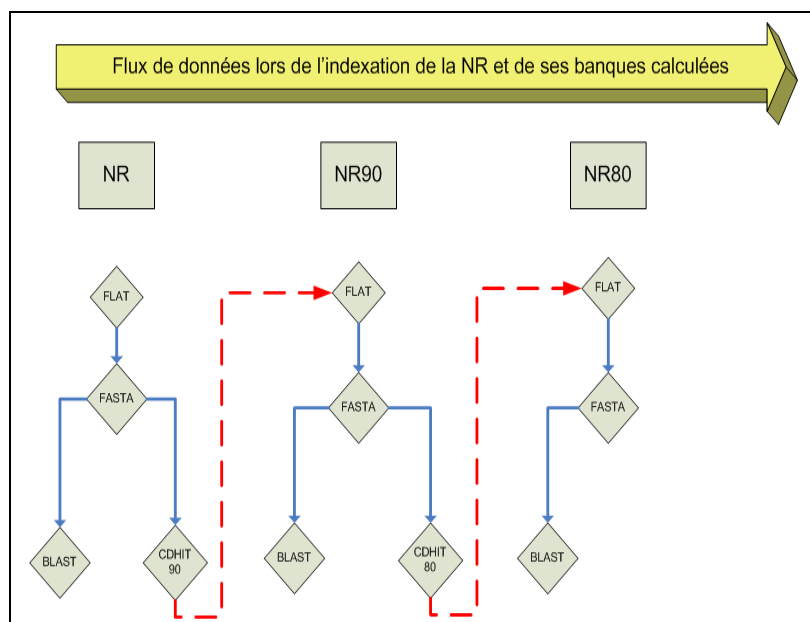 Flux de données lors de l'indexation de la NR et de ses banques calculées
NR
NR90
NR80
FLAT
FLAT
FLAT
FASTA
FASTA
FASTA
BLAST
CDHIT
90
BLAST
CDHIT
80
BLAST